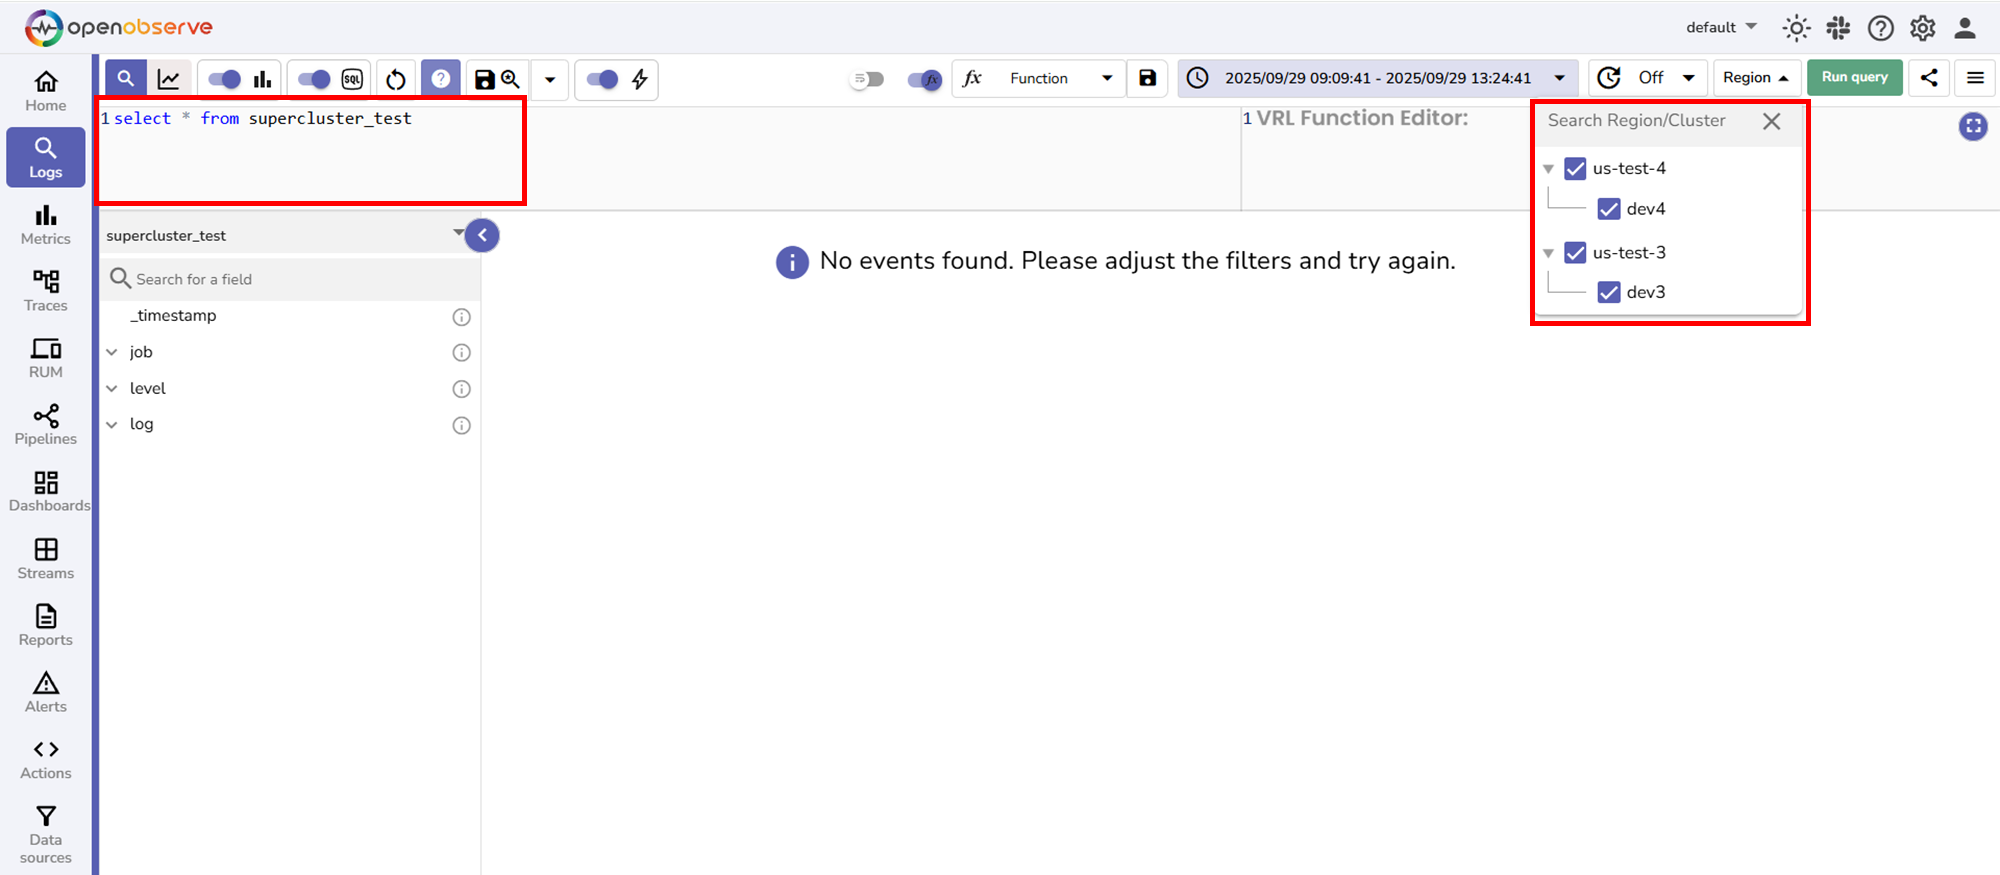 openobserve
default
Function
2025/09/29 09:09:41 - 2025/09/29 13:24:41
Off
Region
Run query
SQL
fx
fx
Home
Logs
Metrics
Traces
RUM
Pipelines
Dashboards
Streams
Reports
Alerts
Actions
Data
sources
1 select * from supercluster_test
1 VRL Function Editor:
Search Region/Cluster
us-test-4
dev4
us-test-3
dev3
supercluster_test
Search for a field
_timestamp
job
level
log
No events found. Please adjust the filters and try again.